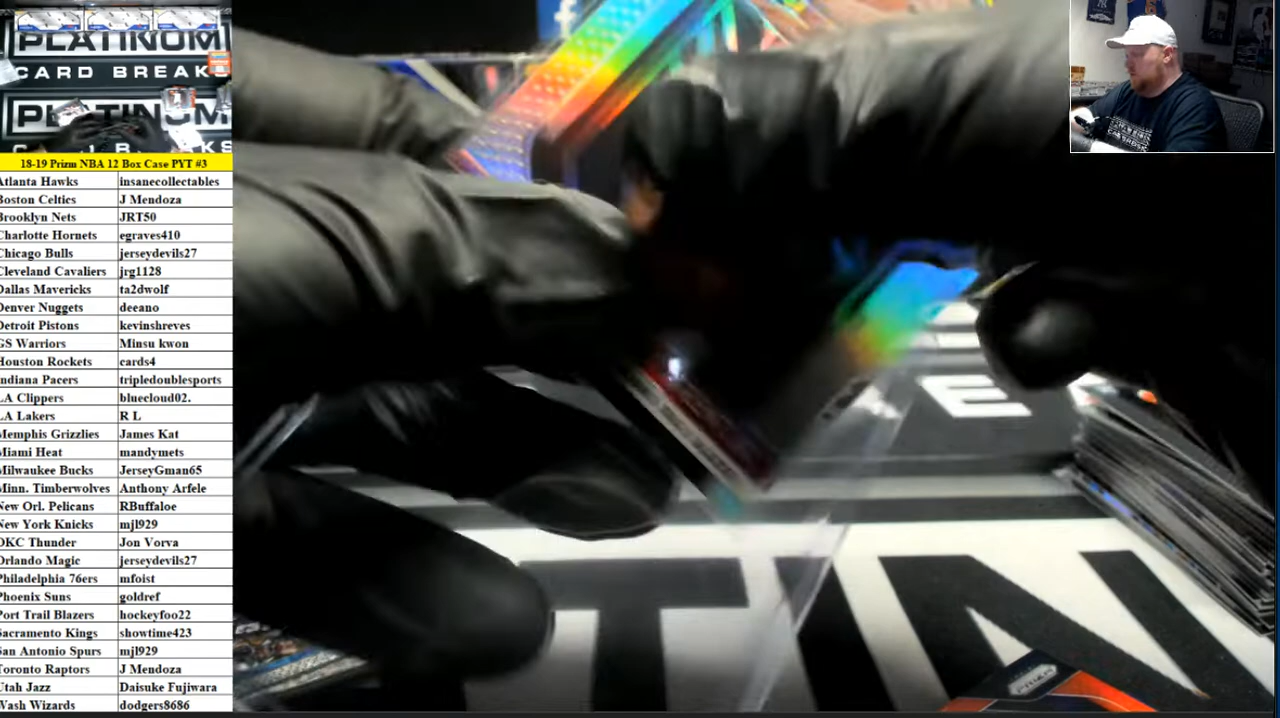 PLATINUM
CARD BREAKS
PLATINUM
18-19 Prizm NBA 12 Box Case PYT #3
Atlanta Hawks insanecollectables
Boston Celtics J Mendoza
Brooklyn Nets JRT50
Charlotte Hornets egraves410
Chicago Bulls jerseydevils27
Cleveland Cavaliers jrg1128
Dallas Mavericks ta2dwolf
Denver Nuggets deeano
Detroit Pistons kevinshreves
GS Warriors Minsu kwon
Houston Rockets cards4
Indiana Pacers tripledoublesports
LA Clippers bluecloud02.
LA Lakers R L
Memphis Grizzlies James Kat
Miami Heat mandymets
Milwaukee Bucks JerseyGman65
Minn. Timberwolves Anthony Arfele
New Orl. Pelicans RBuffaloe
New York Knicks mjl929
OKC Thunder Jon Vorva
Orlando Magic jerseydevils27
Philadelphia 76ers mfoist
Phoenix Suns goldref
Port Trail Blazers hockeyfoo22
Sacramento Kings showtime423
San Antonio Spurs mjl929
Toronto Raptors J Mendoza
Utah Jazz Daisuke Fujiwara
Wash Wizards dodgers8686
E
TIN
PRIZM